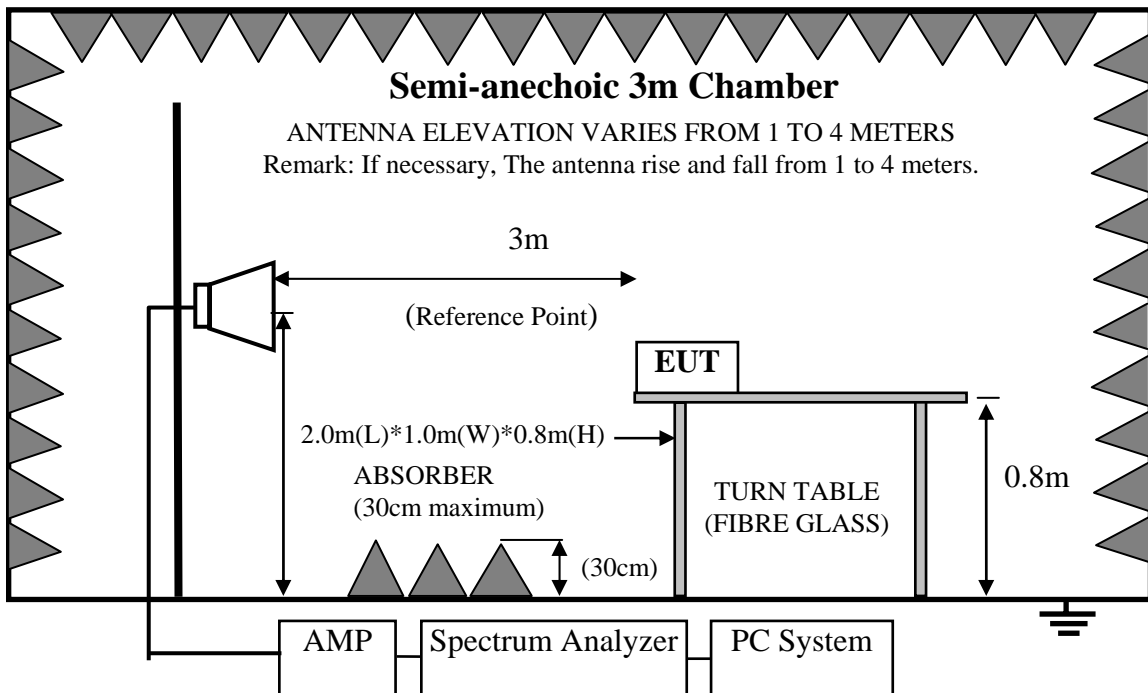 Semi-anechoic 3m Chamber
ANTENNA ELEVATION VARIES FROM 1 TO 4 METERS
Remark: If necessary, The antenna rise and fall from 1 to 4 meters.
3m
(Reference Point)
EUT
2.0m(L)*1.0m(W)*0.8m(H)
ABSORBER
(30cm maximum)
TURN TABLE
(FIBRE GLASS)
0.8m
(30cm)
AMP
Spectrum Analyzer
PC System